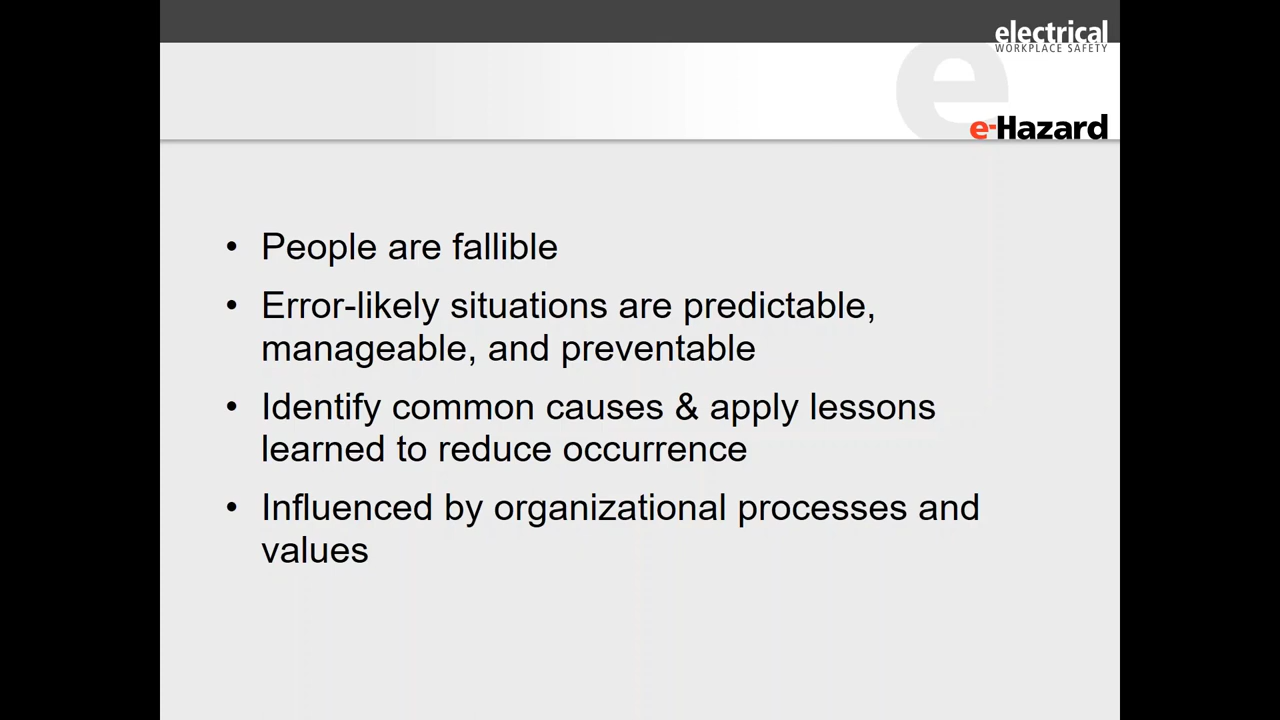 electrical
WORKPLACE SAFETY
e
e-Hazard
• People are fallible
• Error-likely situations are predictable,
manageable, and preventable
• Identify common causes & apply lessons
learned to reduce occurrence
• Influenced by organizational processes and
values